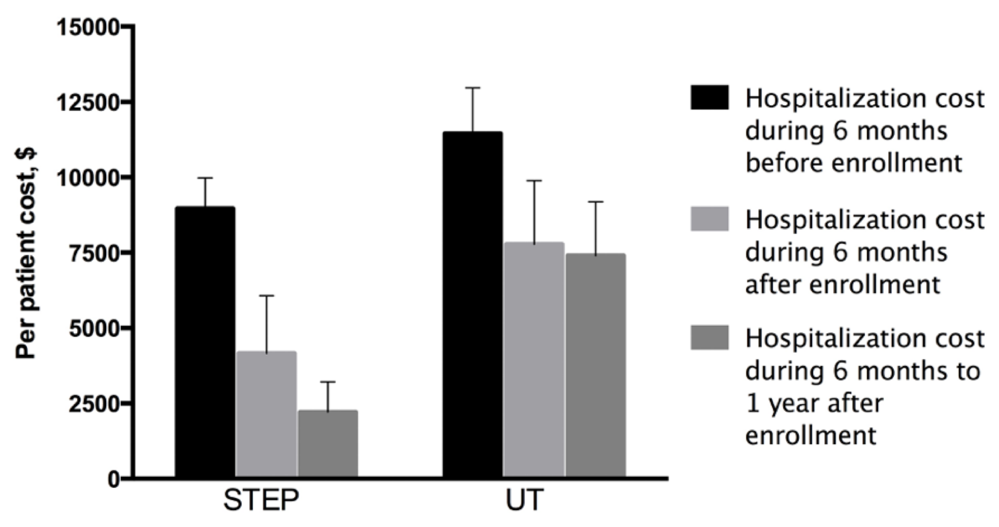 Per patient cost, $
15000
12500
10000
7500
5000
2500
0
STEP
UT
Hospitalization cost
during 6 months
before enrollment
Hospitalization cost
during 6 months
after enrollment
Hospitalization cost
during 6 months to
1 year after
enrollment